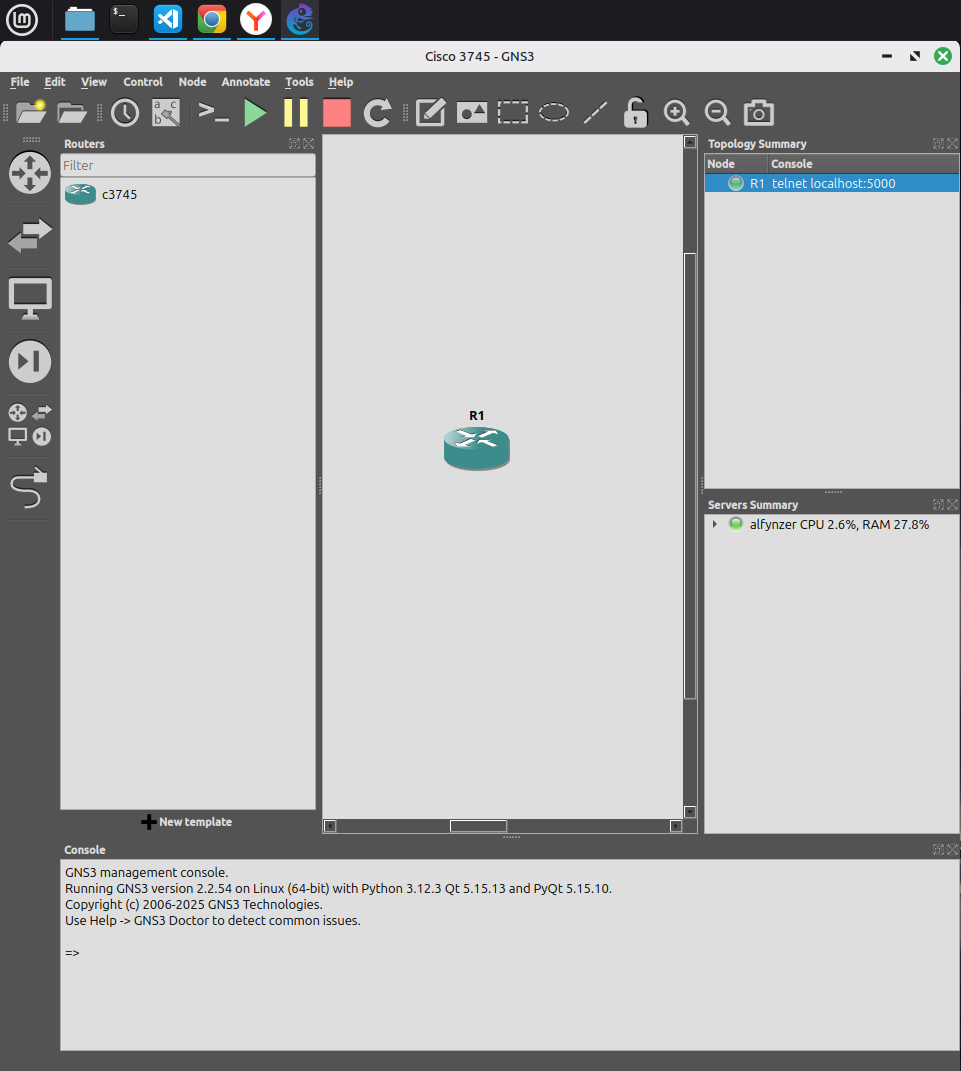 lm
$-
Y
Cisco 3745 - GNS3
File Edit View Control Node Annotate Tools Help
a b c
>_
Routers
Filter
c3745
New template
R1
Topology Summary
Node Console
R1 telnet localhost:5000
Servers Summary
alfynzer CPU 2.6%, RAM 27.8%
Console
GNS3 management console.
Running GNS3 version 2.2.54 on Linux (64-bit) with Python 3.12.3 Qt 5.15.13 and PyQt 5.15.10.
Copyright (c) 2006-2025 GNS3 Technologies.
Use Help -> GNS3 Doctor to detect common issues.
=>